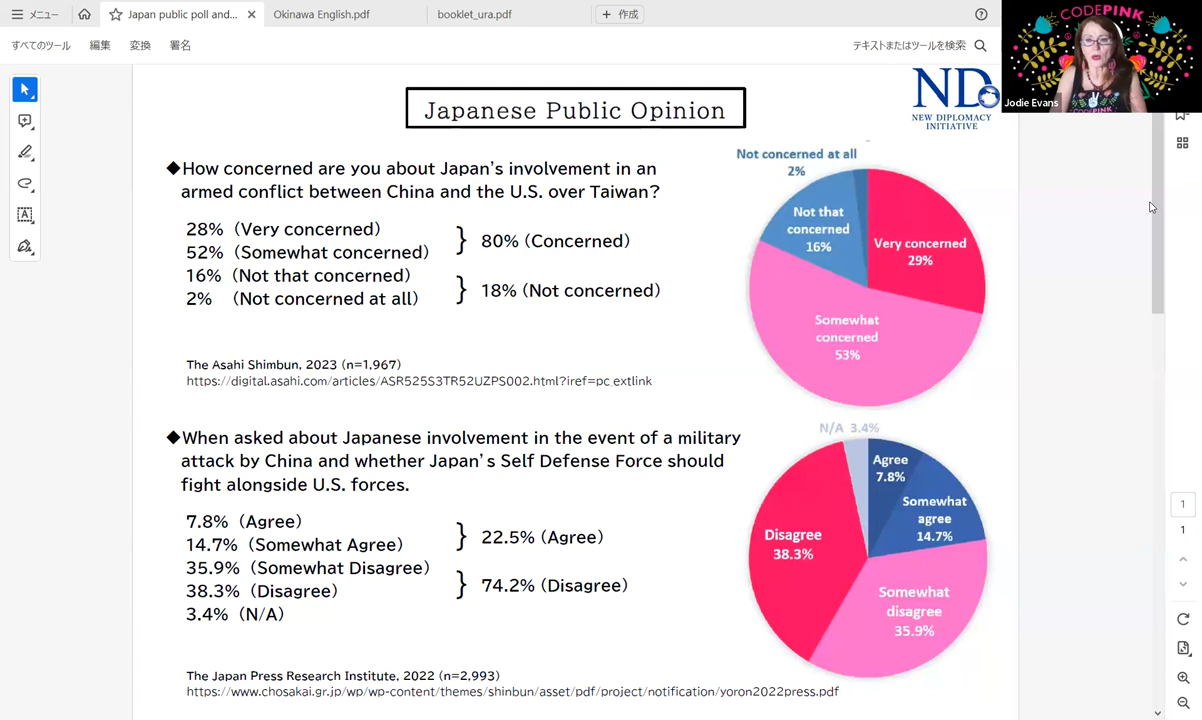 メニュー
Japan public poll and...
Okinawa English.pdf
booklet_ura.pdf
作成
すべてのツール 編集 変換 署名
テキストまたはツールを検索
CODEPINK
CODEPINK
Jodie Evans
Japanese Public Opinion
ND
NEW DIPLOMACY
INITIATIVE
◆How concerned are you about Japan's involvement in an
armed conflict between China and the U.S. over Taiwan?
28% (Very concerned)
52% (Somewhat concerned)
} 80% (Concerned)
16% (Not that concerned)
2% (Not concerned at all)
} 18% (Not concerned)
The Asahi Shimbun, 2023 (n=1,967)
https://digital.asahi.com/articles/ASR525S3TR52UZPS002.html?iref=pc_extlink
Not concerned at all
2%
Not that
concerned
16%
Very concerned
29%
Somewhat
concerned
53%
◆When asked about Japanese involvement in the event of a military
attack by China and whether Japan's Self Defense Force should
fight alongside U.S. forces.
7.8% (Agree)
14.7% (Somewhat Agree)
} 22.5% (Agree)
35.9% (Somewhat Disagree)
38.3% (Disagree)
} 74.2% (Disagree)
3.4% (N/A)
The Japan Press Research Institute, 2022 (n=2,993)
https://www.chosakai.gr.jp/wp/wp-content/themes/shinbun/asset/pdf/project/notification/yoron2022press.pdf
N/A 3.4%
Agree
7.8%
Somewhat
agree
14.7%
Disagree
38.3%
Somewhat
disagree
35.9%
1
1